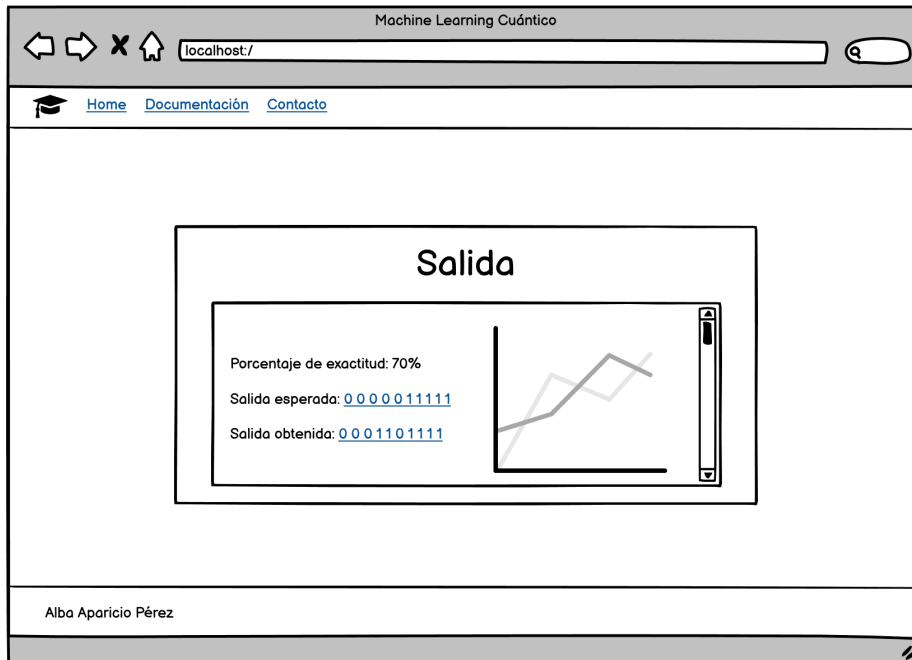 Machine Learning Cuántico
localhost:/
Home Documentación Contacto
Salida
Porcentaje de exactitud: 70%
Salida esperada: 0 0 0 0 0 1 1 1 1 1
Salida obtenida: 0 0 0 1 1 0 1 1 1 1
Alba Aparicio Pérez